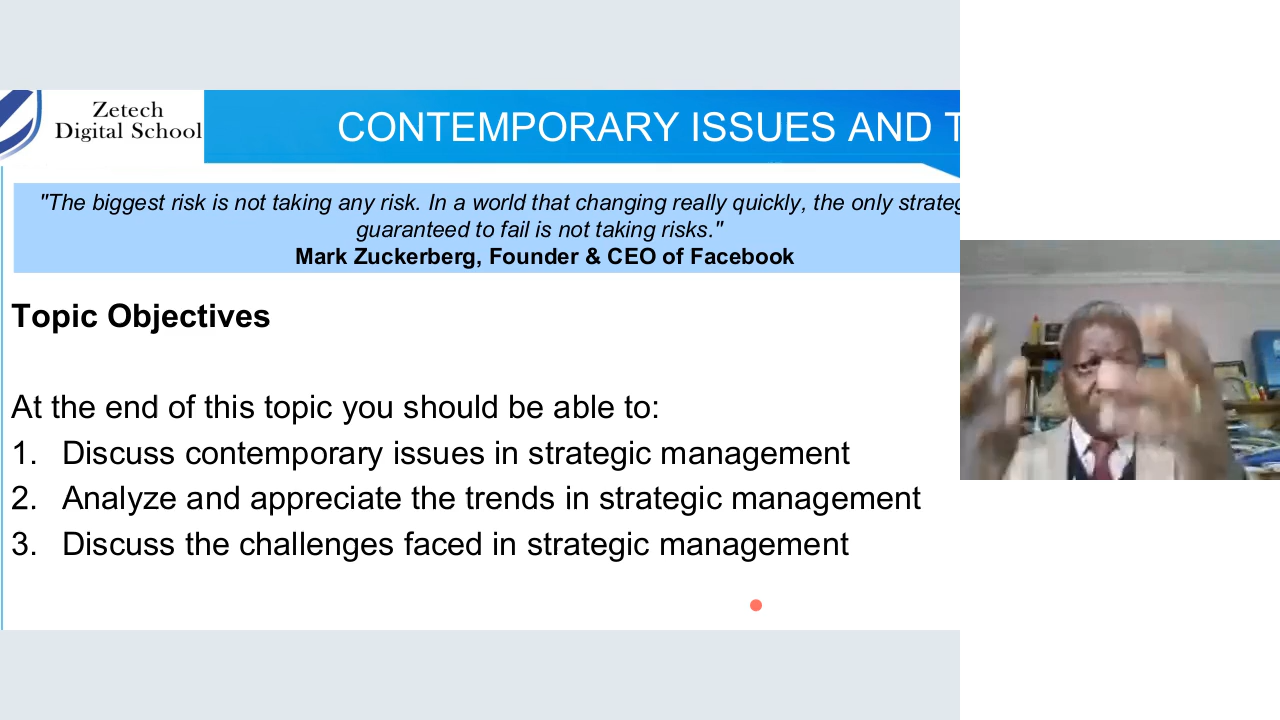 Zetech
Digital School
CONTEMPORARY ISSUES AND T
"The biggest risk is not taking any risk. In a world that changing really quickly, the only strateg
guaranteed to fail is not taking risks."
Mark Zuckerberg, Founder & CEO of Facebook
Topic Objectives
At the end of this topic you should be able to:
1. Discuss contemporary issues in strategic management
2. Analyze and appreciate the trends in strategic management
3. Discuss the challenges faced in strategic management